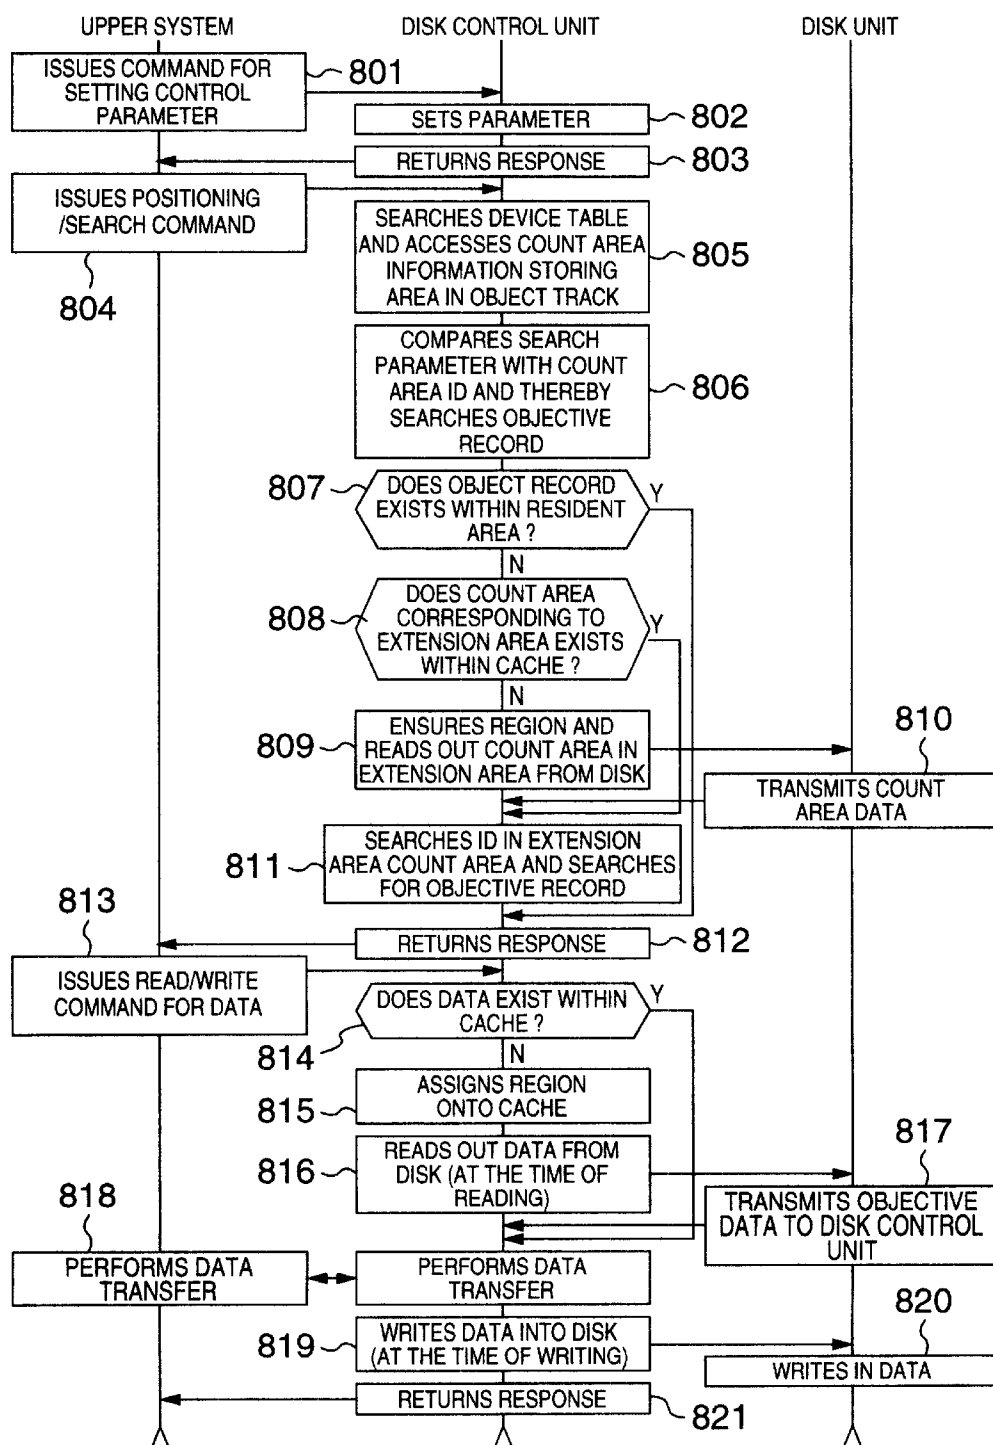 UPPER SYSTEM
DISK CONTROL UNIT
DISK UNIT
ISSUES COMMAND FOR
SETTING CONTROL
PARAMETER
801
SETS PARAMETER
802
RETURNS RESPONSE
803
ISSUES POSITIONING
/SEARCH COMMAND
804
SEARCHES DEVICE TABLE
AND ACCESSES COUNT AREA
INFORMATION STORING
AREA IN OBJECT TRACK
805
COMPARES SEARCH
PARAMETER WITH COUNT
AREA ID AND THEREBY
SEARCHES OBJECTIVE
RECORD
806
807
DOES OBJECT RECORD
EXISTS WITHIN RESIDENT
AREA ?
Y
N
808
DOES COUNT AREA
CORRESPONDING TO
EXTENSION AREA EXISTS
WITHIN CACHE ?
Y
N
809
ENSURES REGION AND
READS OUT COUNT AREA IN
EXTENSION AREA FROM DISK
810
TRANSMITS COUNT
AREA DATA
811
SEARCHES ID IN EXTENSION
AREA COUNT AREA AND SEARCHES
FOR OBJECTIVE RECORD
RETURNS RESPONSE
812
813
ISSUES READ/WRITE
COMMAND FOR DATA
DOES DATA EXIST WITHIN
CACHE ?
Y
814
N
815
ASSIGNS REGION
ONTO CACHE
816
READS OUT DATA FROM
DISK (AT THE TIME OF
READING)
817
TRANSMITS OBJECTIVE
DATA TO DISK CONTROL
UNIT
818
PERFORMS DATA
TRANSFER
PERFORMS DATA
TRANSFER
819
WRITES DATA INTO DISK
(AT THE TIME OF WRITING)
820
WRITES IN DATA
RETURNS RESPONSE
821